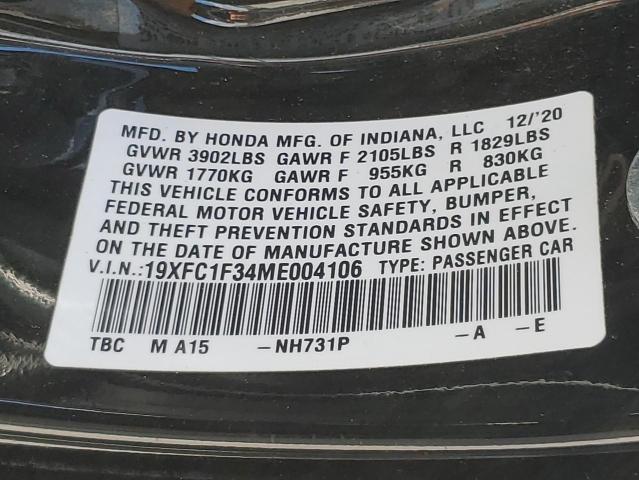 MFD. BY HONDA MFG. OF INDIANA, LLC 12/'20
GVWR 3902LBS GAWR F 2105LBS R 1829LBS
GVWR 1770KG GAWR F 955KG R 830KG
THIS VEHICLE CONFORMS TO ALL APPLICABLE
FEDERAL MOTOR VEHICLE SAFETY, BUMPER,
AND THEFT PREVENTION STANDARDS IN EFFECT
ON THE DATE OF MANUFACTURE SHOWN ABOVE.
V.I.N.:19XFC1F34ME004106 TYPE: PASSENGER CAR
TBC M A15 -NH731P -A -E